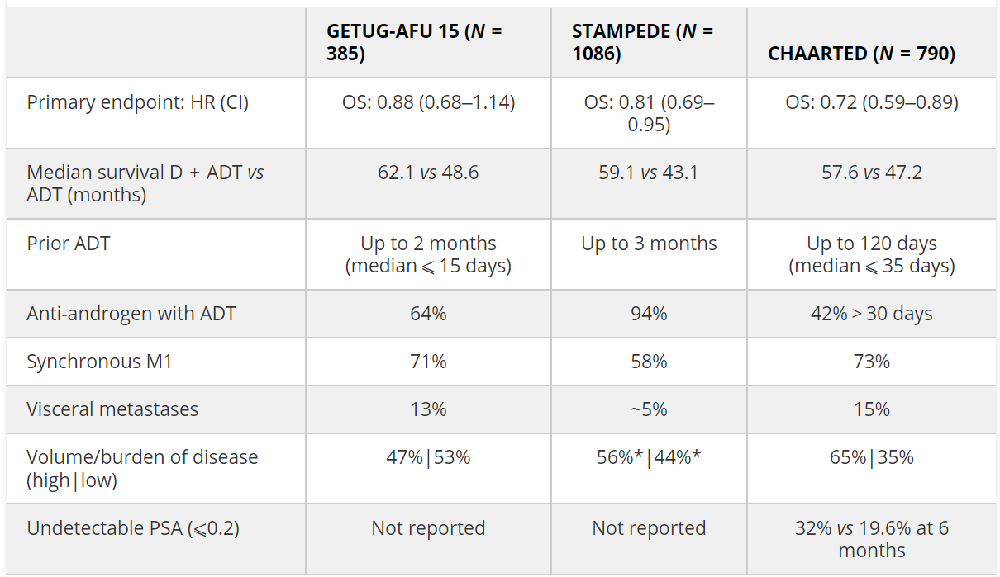 GETUG-AFU 15 (N =
385)
STAMPEDE (N =
1086)
CHAARTED (N = 790)
Primary endpoint: HR (CI)
OS: 0.88 (0.68–1.14)
OS: 0.81 (0.69–
0.95)
OS: 0.72 (0.59–0.89)
Median survival D + ADT vs
ADT (months)
62.1 vs 48.6
59.1 vs 43.1
57.6 vs 47.2
Prior ADT
Up to 2 months
(median ⩽ 15 days)
Up to 3 months
Up to 120 days
(median ⩽ 35 days)
Anti-androgen with ADT
64%
94%
42% > 30 days
Synchronous M1
71%
58%
73%
Visceral metastases
13%
~5%
15%
Volume/burden of disease
(high|low)
47%|53%
56%*|44%*
65%|35%
Undetectable PSA (⩽0.2)
Not reported
Not reported
32% vs 19.6% at 6
months